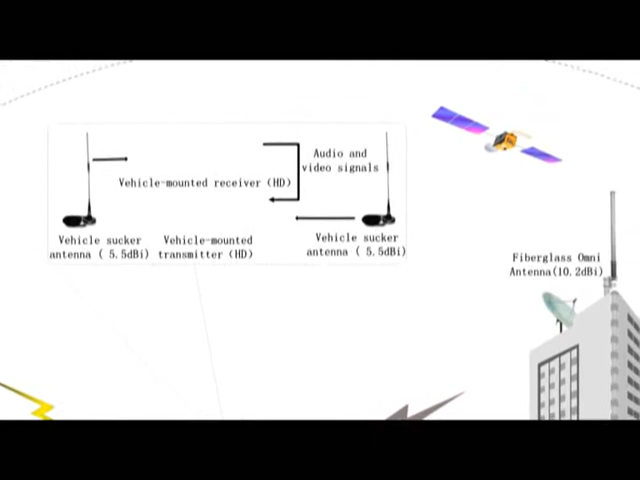 Audio and
video signals
Vehicle-mounted receiver (HD)
Vehicle sucker
antenna ( 5.5dBi)
Vehicle-mounted
transmitter (HD)
Vehicle sucker
antenna ( 5.5dBi)
Fiberglass Omni
Antenna(10.2dBi)